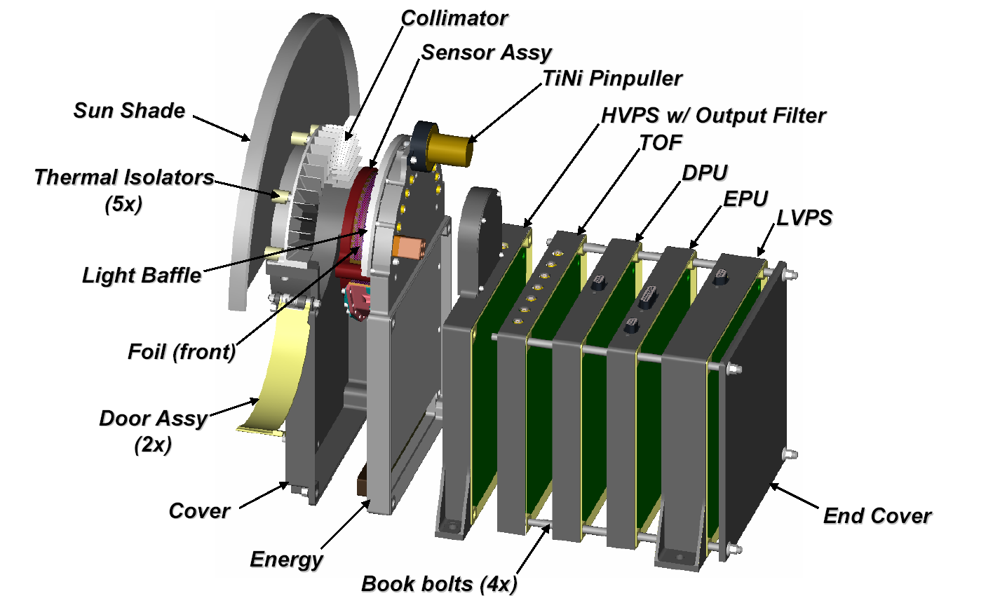 Collimator
Sensor Assy
TiNi Pinpuller
Sun Shade
HVPS w/ Output Filter
TOF
DPU
Thermal Isolators
(5x)
EPU
LVPS
Light Baffle
Foil (front)
Door Assy
(2x)
Cover
End Cover
Energy
Book bolts (4x)